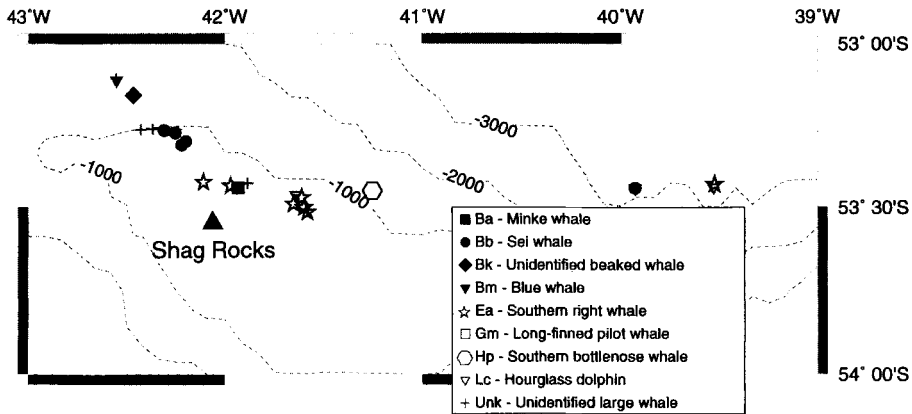 43° W 42° W 41° W 40° W 39° W
53° 00'S
-3000
-1000
-2000
-1000
53° 30'S
Shag Rocks
Ba - Minke whale
Bb - Sei whale
Bk - Unidentified beaked whale
Bm - Blue whale
Ea - Southern right whale
Gm - Long-finned pilot whale
Hp - Southern bottlenose whale
Lc - Hourglass dolphin
Unk - Unidentified large whale
54° 00'S